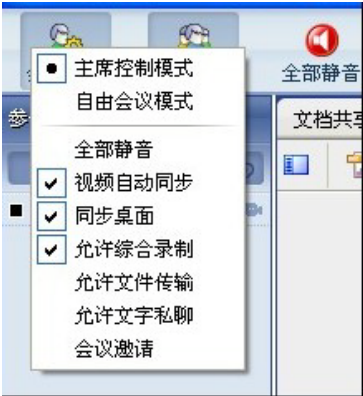 全部静音
主席控制模式
自由会议模式
全部静音
视频自动同步
同步桌面
允许综合录制
允许文件传输
允许文字私聊
会议邀请
参
文档共享